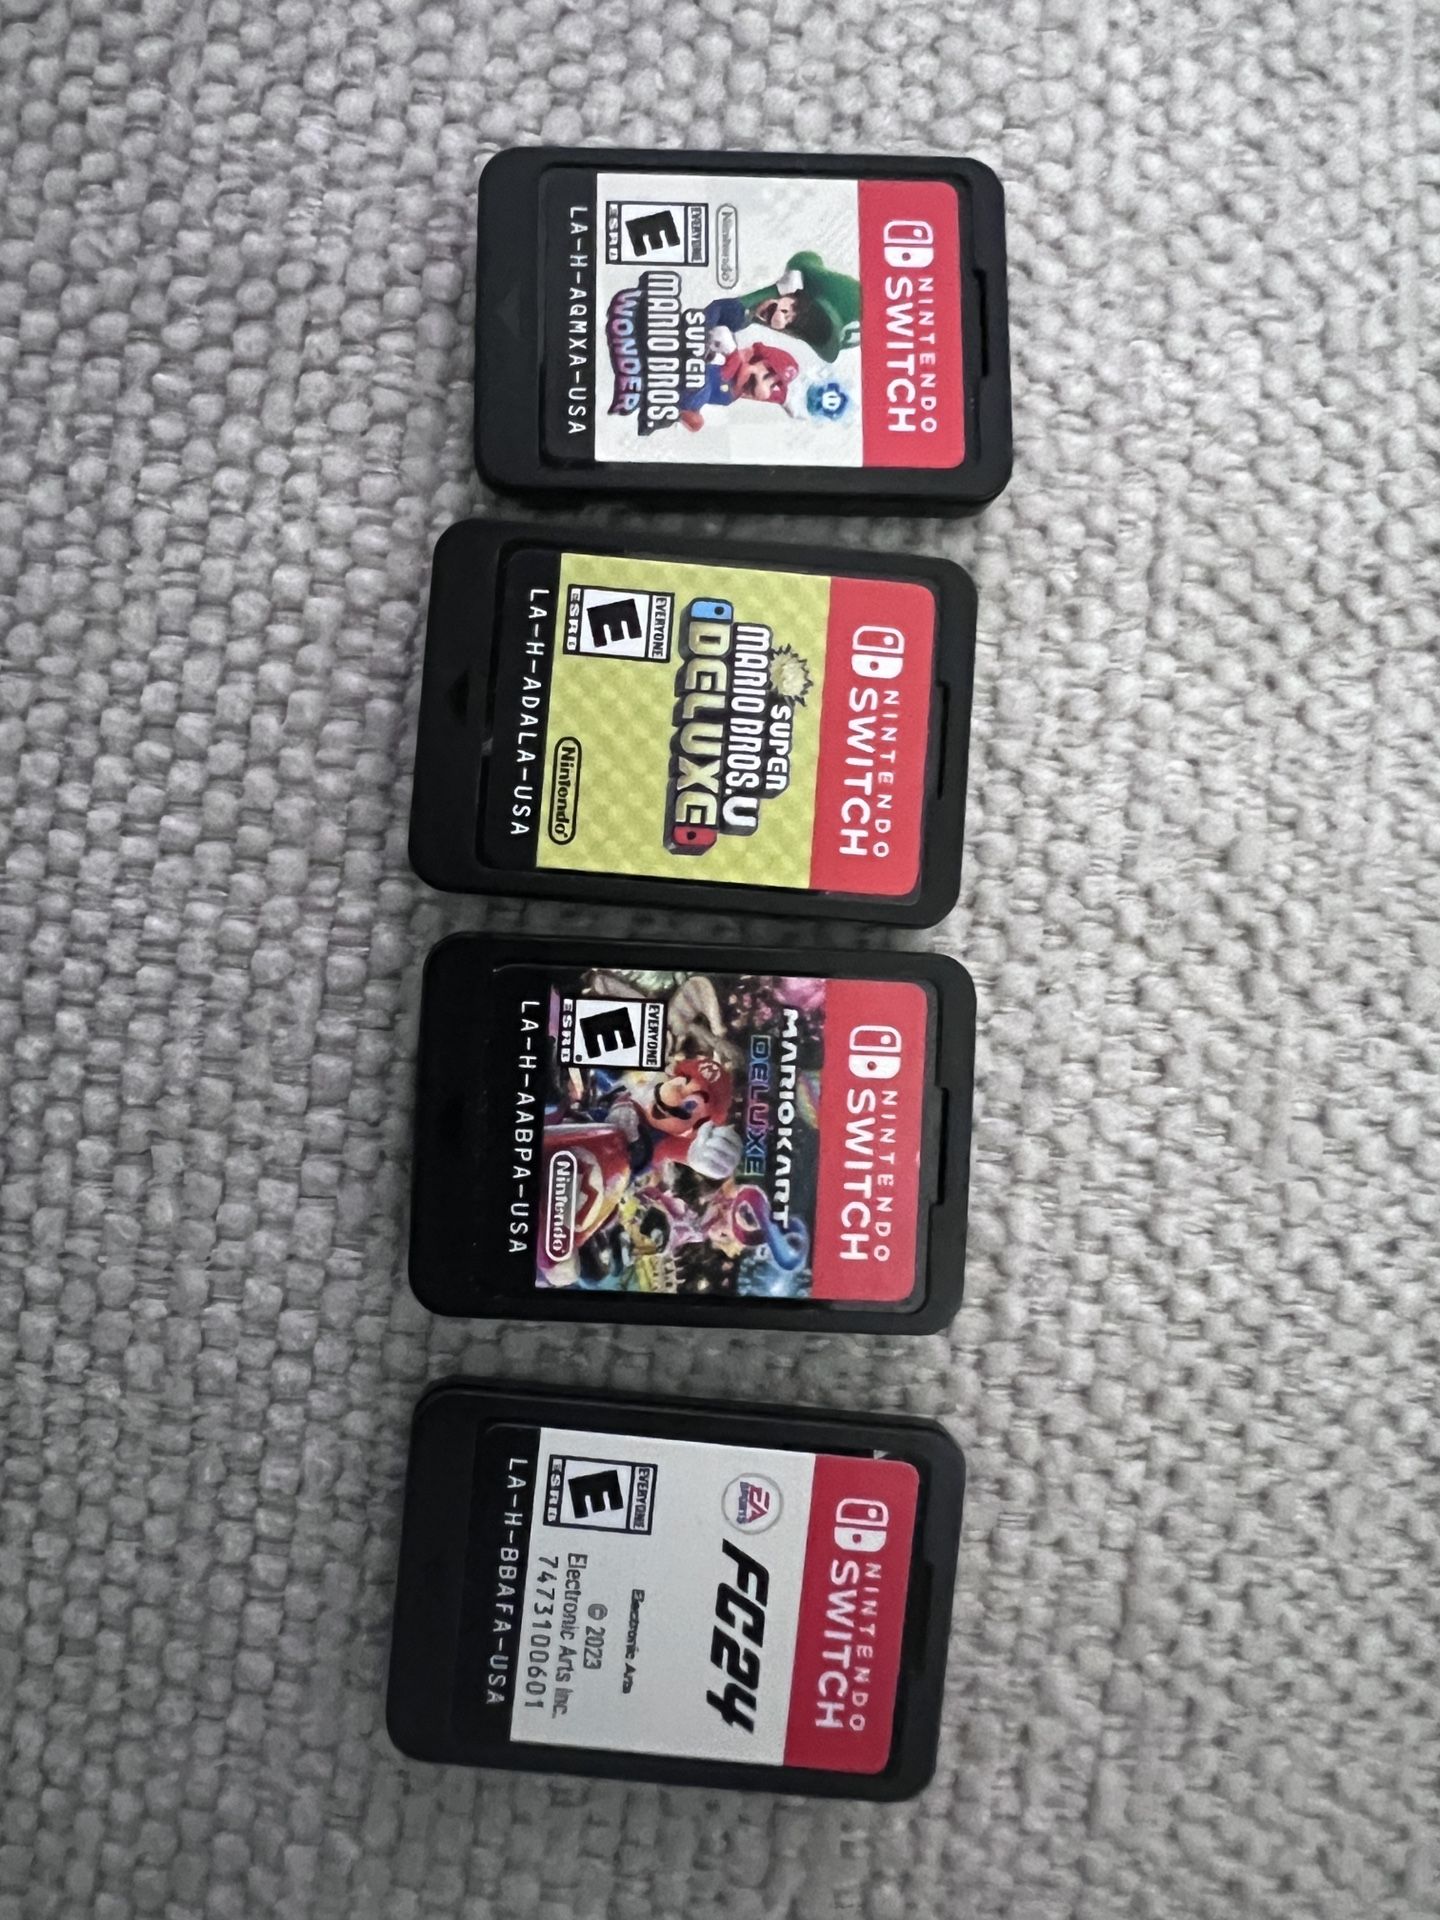 NINTENDO
SWITCH
Nintendo
SUPER
MARIO BROS.
WONDER
EVERYONE
E
ESRB
LA-H-AQMXA-USA
NINTENDO
SWITCH
SUPER
MARIO BROS. U
DELUXE
EVERYONE
E
ESRB
Nintendo
LA-H-ADALA-USA
NINTENDO
SWITCH
MARIOKART
DELUXE
EVERYONE
E
ESRB
Nintendo
LA-H-AABPA-USA
NINTENDO
SWITCH
EA
SPORTS
FC24
Electronic Arts
EVERYONE
E
ESRB
© 2023
Electronic Arts Inc.
7473100601
LA-H-BBAFA-USA